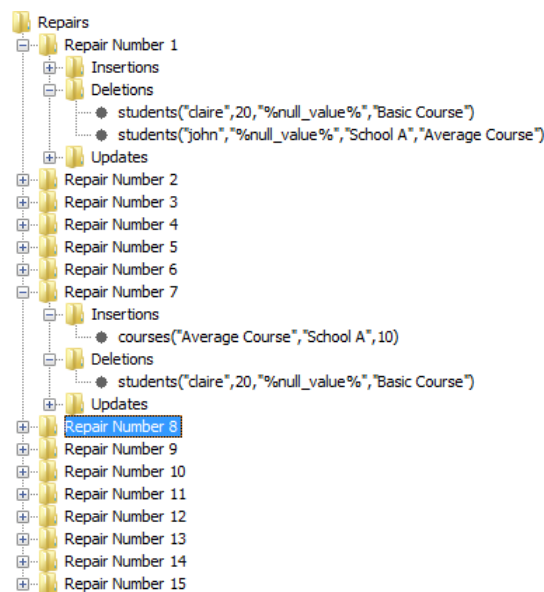 Repairs
Repair Number 1
Insertions
Deletions
students("claire",20,"%null_value%","Basic Course")
students("john","%null_value%","School A","Average Course")
Updates
Repair Number 2
Repair Number 3
Repair Number 4
Repair Number 5
Repair Number 6
Repair Number 7
Insertions
courses("Average Course","School A",10)
Deletions
students("claire",20,"%null_value%","Basic Course")
Updates
Repair Number 8
Repair Number 9
Repair Number 10
Repair Number 11
Repair Number 12
Repair Number 13
Repair Number 14
Repair Number 15